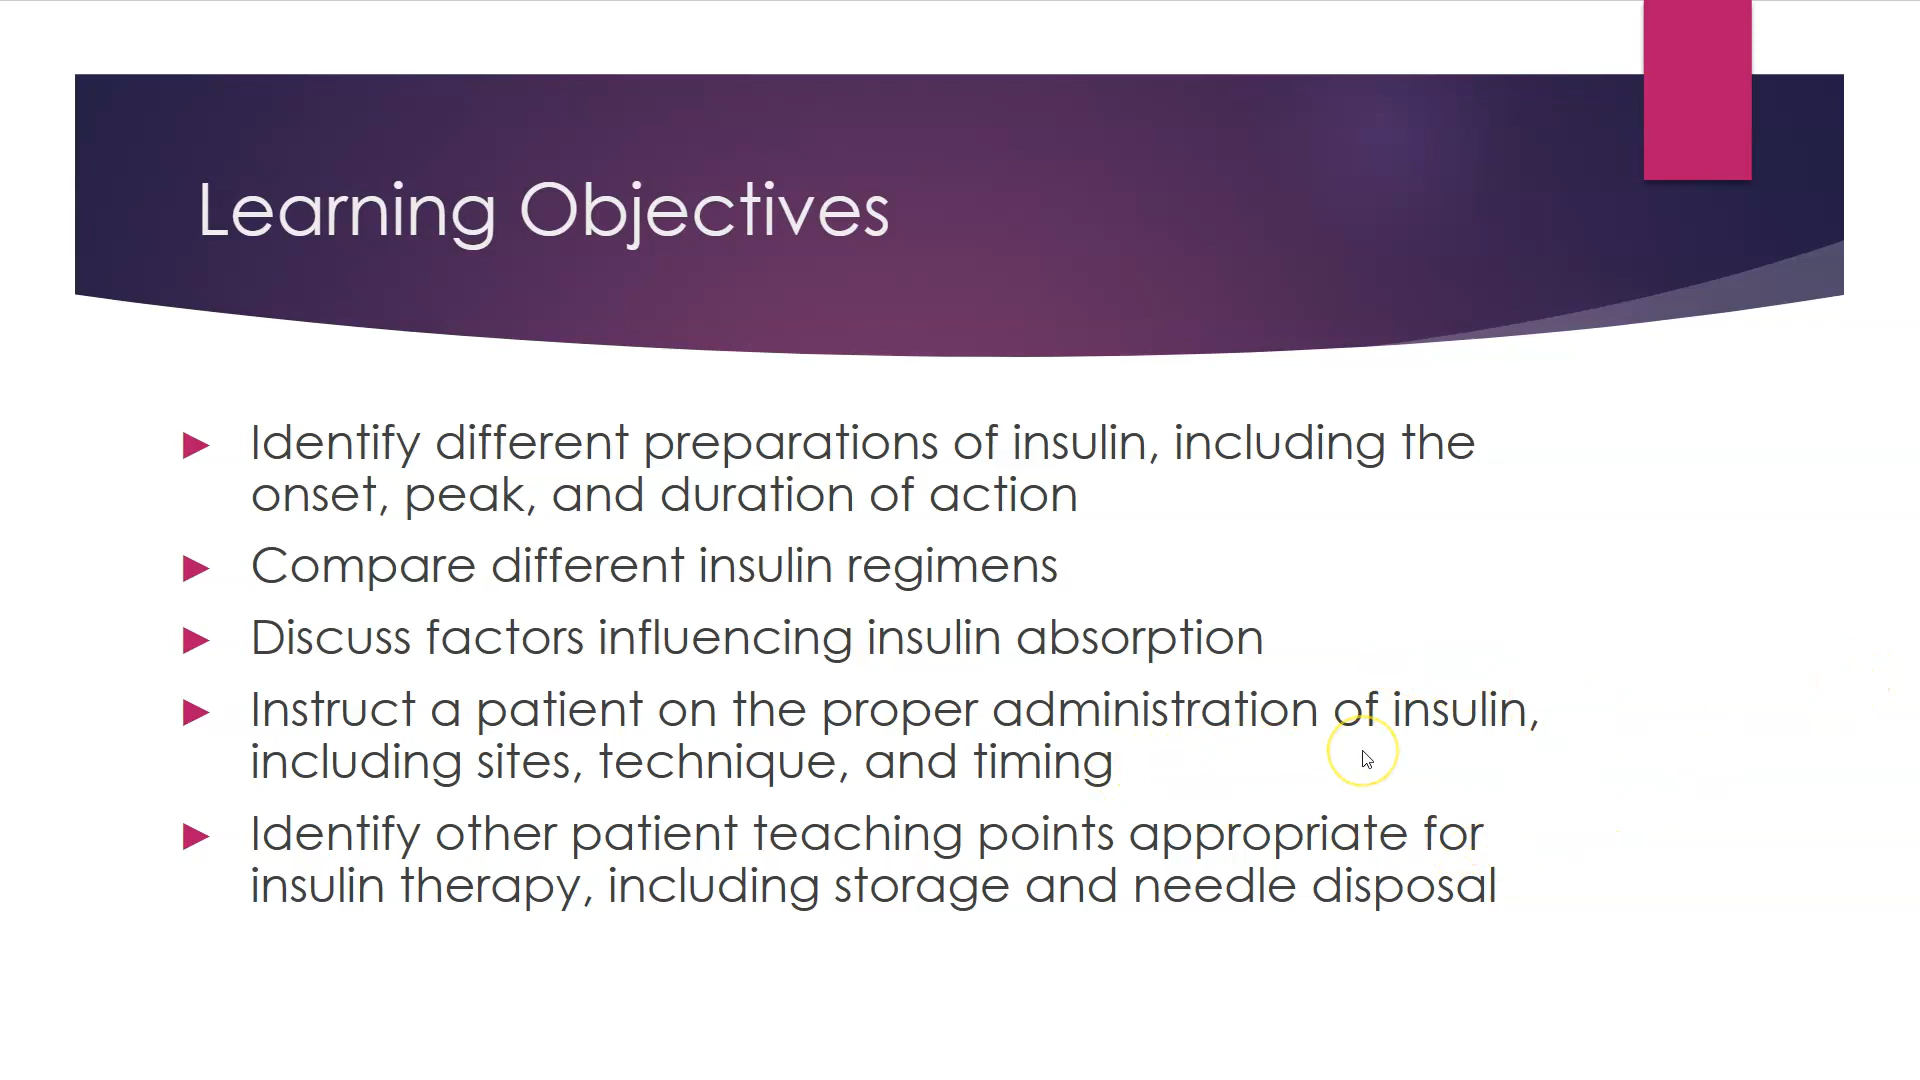 Learning Objectives
Identify different preparations of insulin, including the
onset, peak, and duration of action
Compare different insulin regimens
Discuss factors influencing insulin absorption
Instruct a patient on the proper administration of insulin,
including sites, technique, and timing
Identify other patient teaching points appropriate for
insulin therapy, including storage and needle disposal